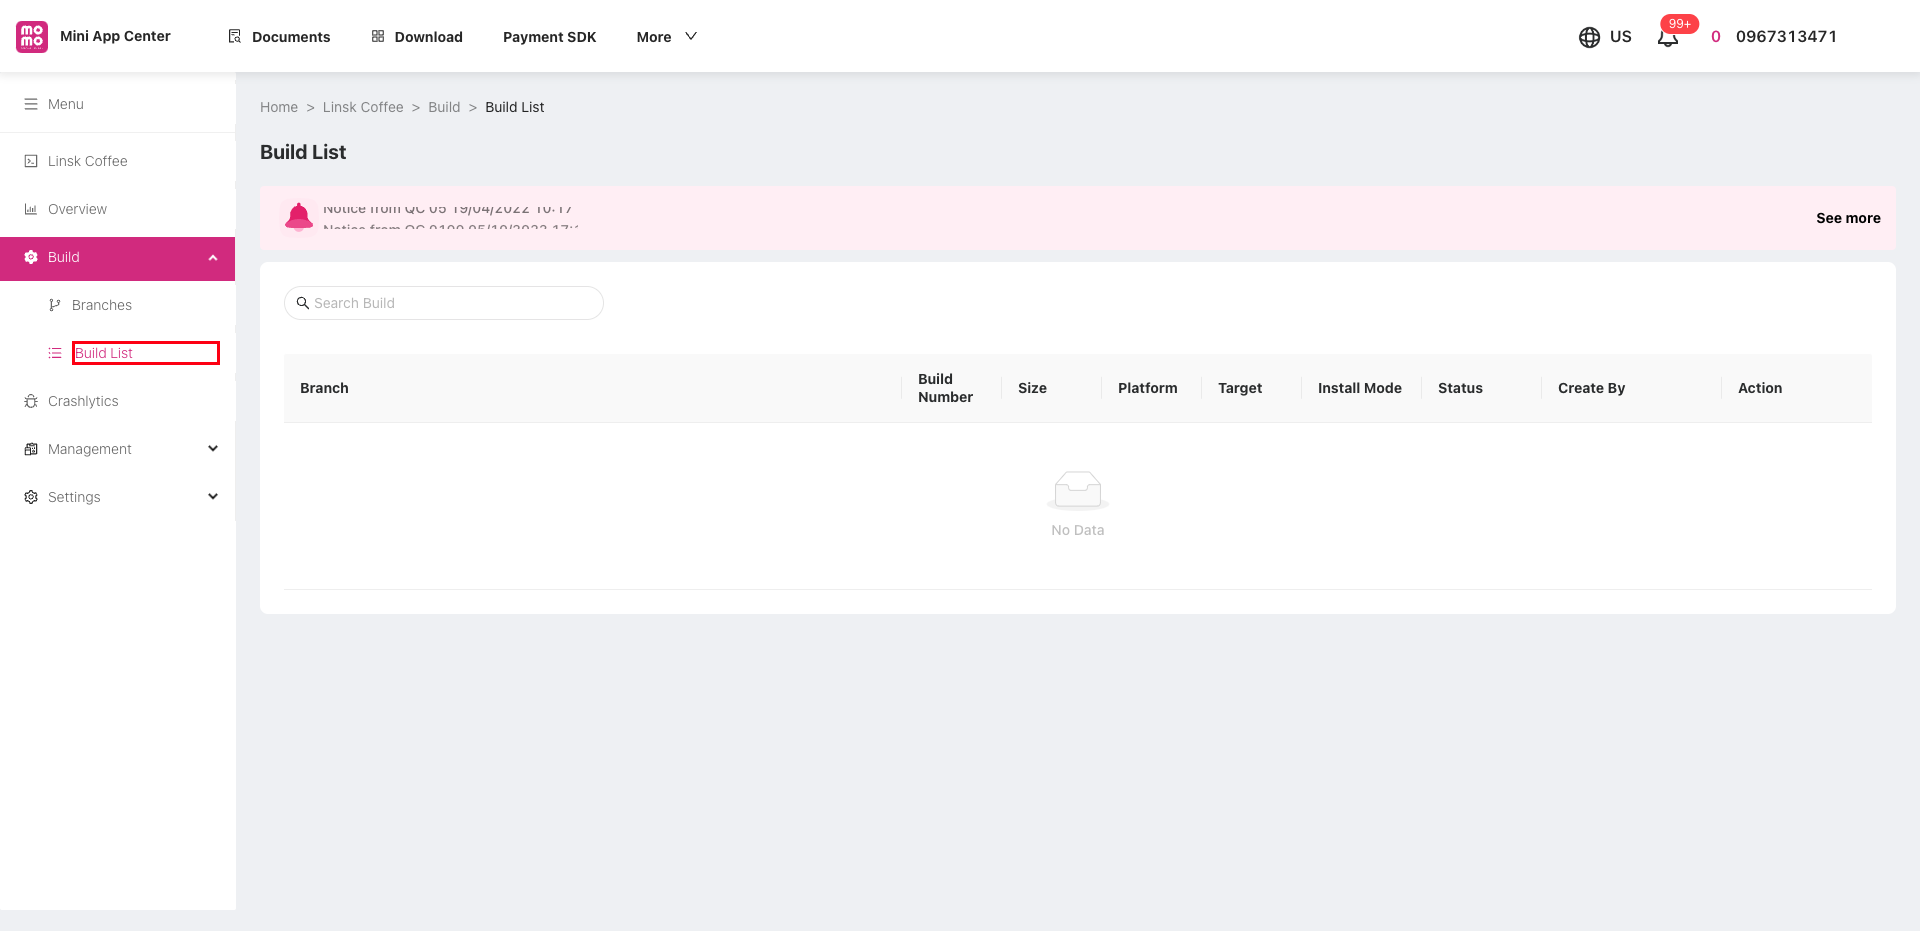 Mini App Center
Documents
Download
Payment SDK
More
US
99+
0
0967313471
Menu
Linsk Coffee
Overview
Build
Branches
Build List
Crashlytics
Management
Settings
Home > Linsk Coffee > Build > Build List
Build List
Notice from QC 05 19/04/2022 10:17
Notice from QC
See more
Search Build
Branch
Build Number
Size
Platform
Target
Install Mode
Status
Create By
Action
No Data